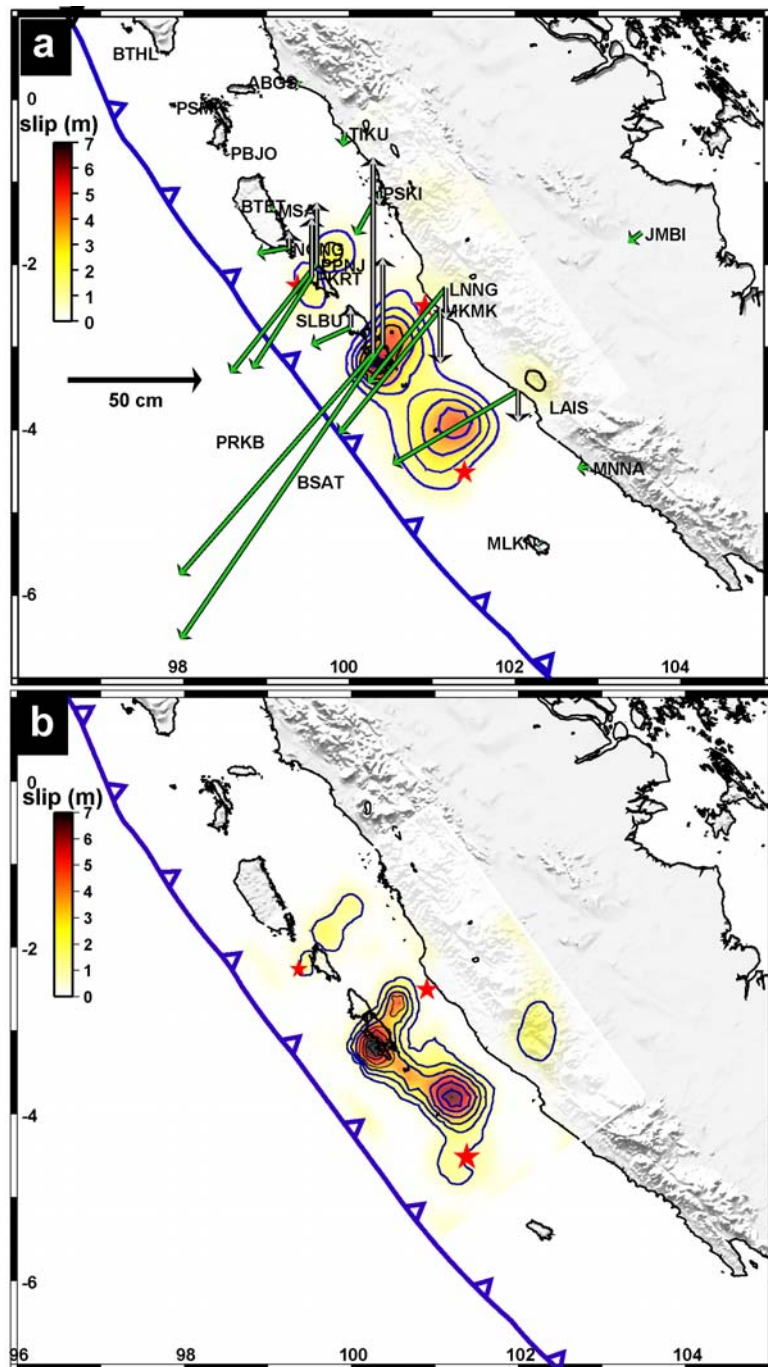 a
BTHL
0
ABGS
slip (m)
PSMK
TIKU
7
6
5
4
3
2
1
0
PBJO
PSKI
BTET
MSAI
JMBI
-2
NGNG
PPNJ
PKRT
LNNG
MKMK
SLBU
50 cm
LAIS
PRKB
-4
MNNA
BSAT
MLKN
-6
98
100
102
104
b
0
slip (m)
7
6
5
4
3
2
1
0
-2
-4
-6
96
98
100
102
104